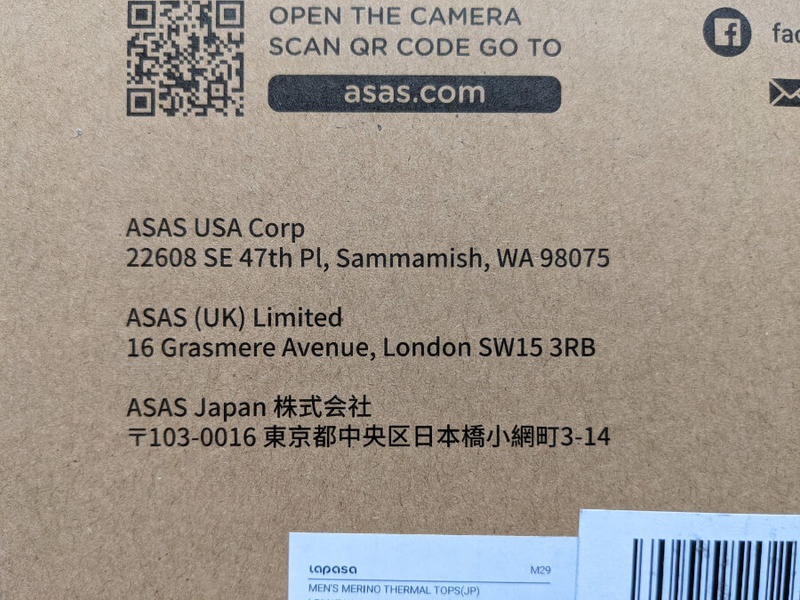 OPEN THE CAMERA
SCAN QR CODE GO TO
asas.com
ASAS USA Corp
22608 SE 47th Pl, Sammamish, WA 98075
ASAS (UK) Limited
16 Grasmere Avenue, London SW15 3RB
ASAS Japan 株式会社
〒103-0016 東京都中央区日本橋小網町3-14
lapasa M29
MEN'S MERINO THERMAL TOPS(JP)